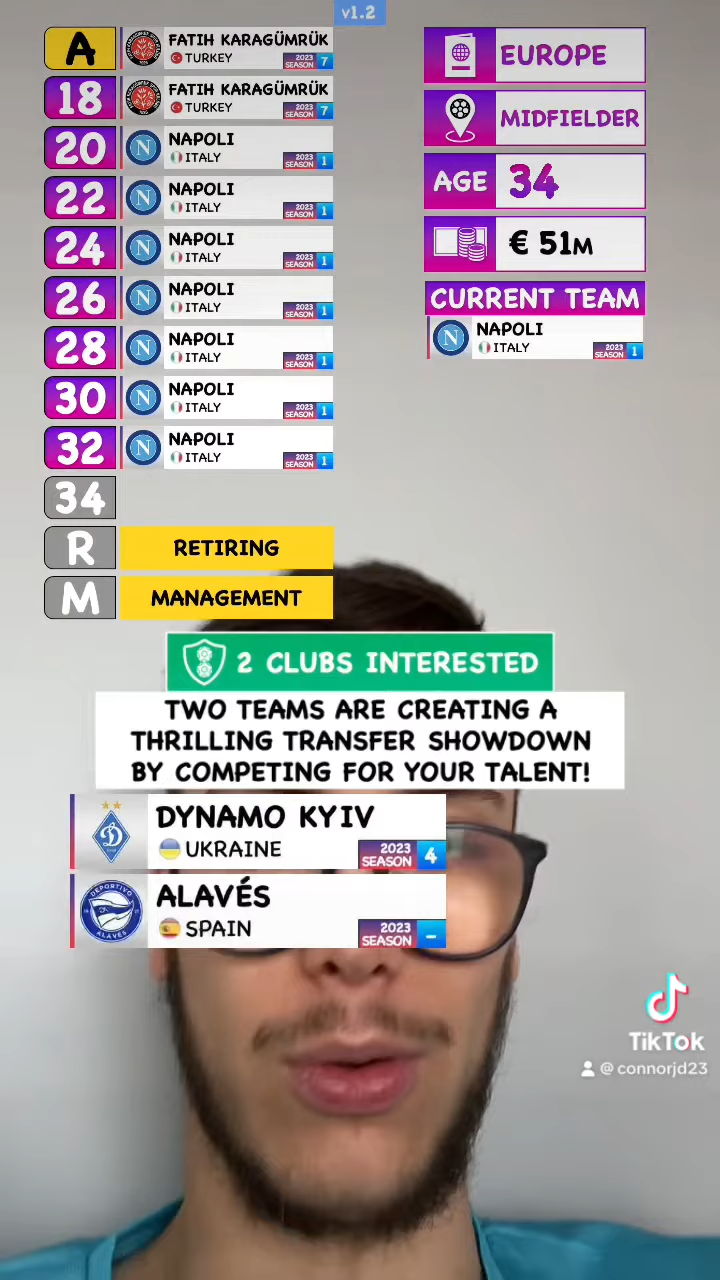 v1.2
A
FATIH KARAGÜMRÜK
TURKEY
2023 SEASON 7
18
FATIH KARAGÜMRÜK
TURKEY
2023 SEASON 7
20
NAPOLI
ITALY
2023 SEASON 1
22
NAPOLI
ITALY
2023 SEASON 1
24
NAPOLI
ITALY
2023 SEASON 1
26
NAPOLI
ITALY
2023 SEASON 1
28
NAPOLI
ITALY
2023 SEASON 1
30
NAPOLI
ITALY
2023 SEASON 1
32
NAPOLI
ITALY
2023 SEASON 1
34
R RETIRING
M MANAGEMENT
EUROPE
MIDFIELDER
AGE 34
€ 51M
CURRENT TEAM
NAPOLI
ITALY
2023 SEASON 1
2 CLUBS INTERESTED
TWO TEAMS ARE CREATING A
THRILLING TRANSFER SHOWDOWN
BY COMPETING FOR YOUR TALENT!
DYNAMO KYIV
UKRAINE
2023 SEASON 4
DEPORTIVO
ALAVÉS
ALAVÉS
SPAIN
2023 SEASON –
TikTok
@connorjd23